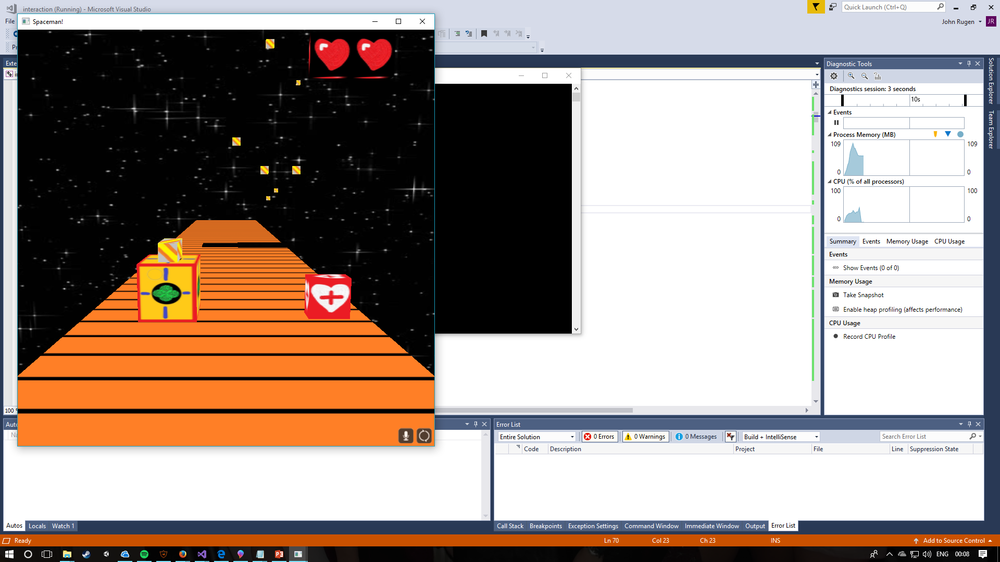 interaction (Running) - Microsoft Visual Studio
Quick Launch (Ctrl+Q)
File
John Rugen
JR
Spaceman!
Diagnostic Tools
Diagnostics session: 3 seconds
10s
Events
Process Memory (MB)
109
109
0
0
CPU (% of all processors)
100
100
0
0
Summary
Events
Memory Usage
CPU Usage
Events
Show Events (0 of 0)
Memory Usage
Take Snapshot
Enable heap profiling (affects performance)
CPU Usage
Record CPU Profile
Solution Explorer
Team Explorer
100 %
Error List
Entire Solution
0 Errors
0 Warnings
0 Messages
Build + IntelliSense
Search Error List
Code
Description
Project
File
Line
Suppression State
Autos
Locals
Watch 1
Call Stack
Breakpoints
Exception Settings
Command Window
Immediate Window
Output
Error List
Ready
Ln 70
Col 23
Ch 23
INS
Add to Source Control
ENG
00:08